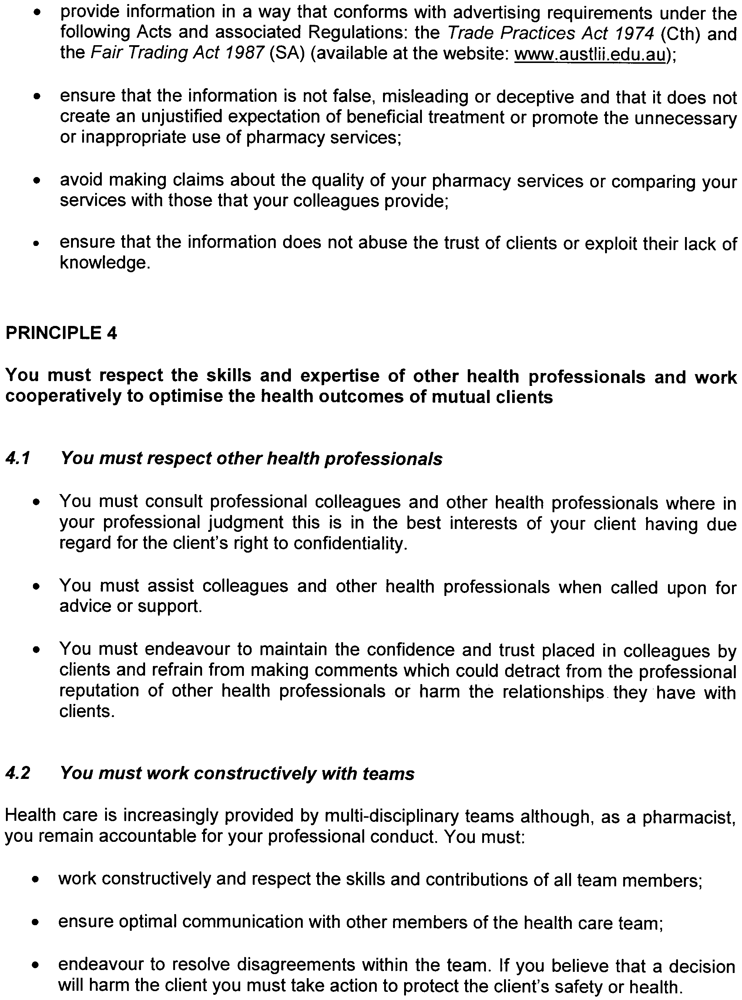 • provide information in a way that conforms with advertising requirements under the
following Acts and associated Regulations: the Trade Practices Act 1974 (Cth) and
the Fair Trading Act 1987 (SA) (available at the website: www.austlii.edu.au);
• ensure that the information is not false, misleading or deceptive and that it does not
create an unjustified expectation of beneficial treatment or promote the unnecessary
or inappropriate use of pharmacy services;
• avoid making claims about the quality of your pharmacy services or comparing your
services with those that your colleagues provide;
• ensure that the information does not abuse the trust of clients or exploit their lack of
knowledge.
PRINCIPLE 4
You must respect the skills and expertise of other health professionals and work
cooperatively to optimise the health outcomes of mutual clients
4.1 You must respect other health professionals
• You must consult professional colleagues and other health professionals where in
your professional judgment this is in the best interests of your client having due
regard for the client's right to confidentiality.
• You must assist colleagues and other health professionals when called upon for
advice or support.
• You must endeavour to maintain the confidence and trust placed in colleagues by
clients and refrain from making comments which could detract from the professional
reputation of other health professionals or harm the relationships they have with
clients.
4.2 You must work constructively with teams
Health care is increasingly provided by multi-disciplinary teams although, as a pharmacist,
you remain accountable for your professional conduct. You must:
• work constructively and respect the skills and contributions of all team members;
• ensure optimal communication with other members of the health care team;
• endeavour to resolve disagreements within the team. If you believe that a decision
will harm the client you must take action to protect the client's safety or health.